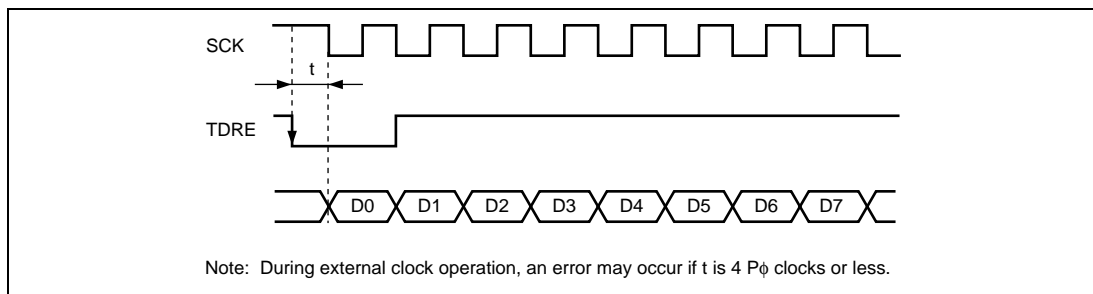 SCK
t
TDRE
D0 D1 D2 D3 D4 D5 D6 D7
Note: During external clock operation, an error may occur if t is 4 Pϕ clocks or less.